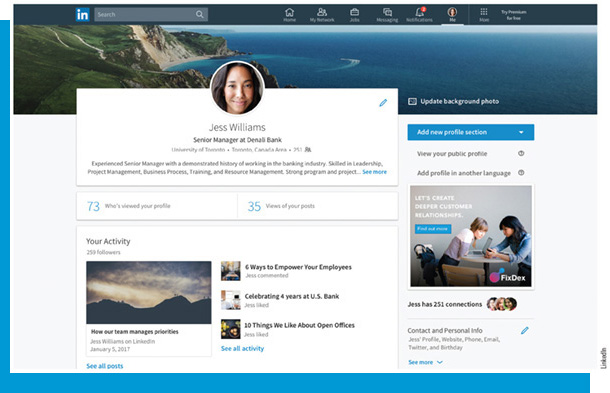 in
Search
Home
My Network
Jobs
Messaging
Notifications
Me
More
Try Premium
for free
Update background photo
Jess Williams
Senior Manager at Denali Bank
University of Toronto • Toronto, Canada Area • 251
Experienced Senior Manager with a demonstrated history of working in the banking industry. Skilled in Leadership,
Project Management, Business Process, Training, and Resource Management. Strong program and project... See more
Add new profile section
View your public profile
Add profile in another language
73 Who's viewed your profile
35 Views of your posts
LET'S CREATE
DEEPER CUSTOMER
RELATIONSHIPS.
Find out more
FixDex
Your Activity
259 followers
How our team manages priorities
Jess Williams on LinkedIn
January 5, 2017
See all posts
6 Ways to Empower Your Employees
Jess commented
Celebrating 4 years at U.S. Bank
Jess liked
10 Things We Like About Open Offices
Jess liked
See all activity
Jess has 251 connections
Contact and Personal Info
Jess' Profile, Website, Phone, Email,
Twitter, and Birthday
See more
LinkedIn